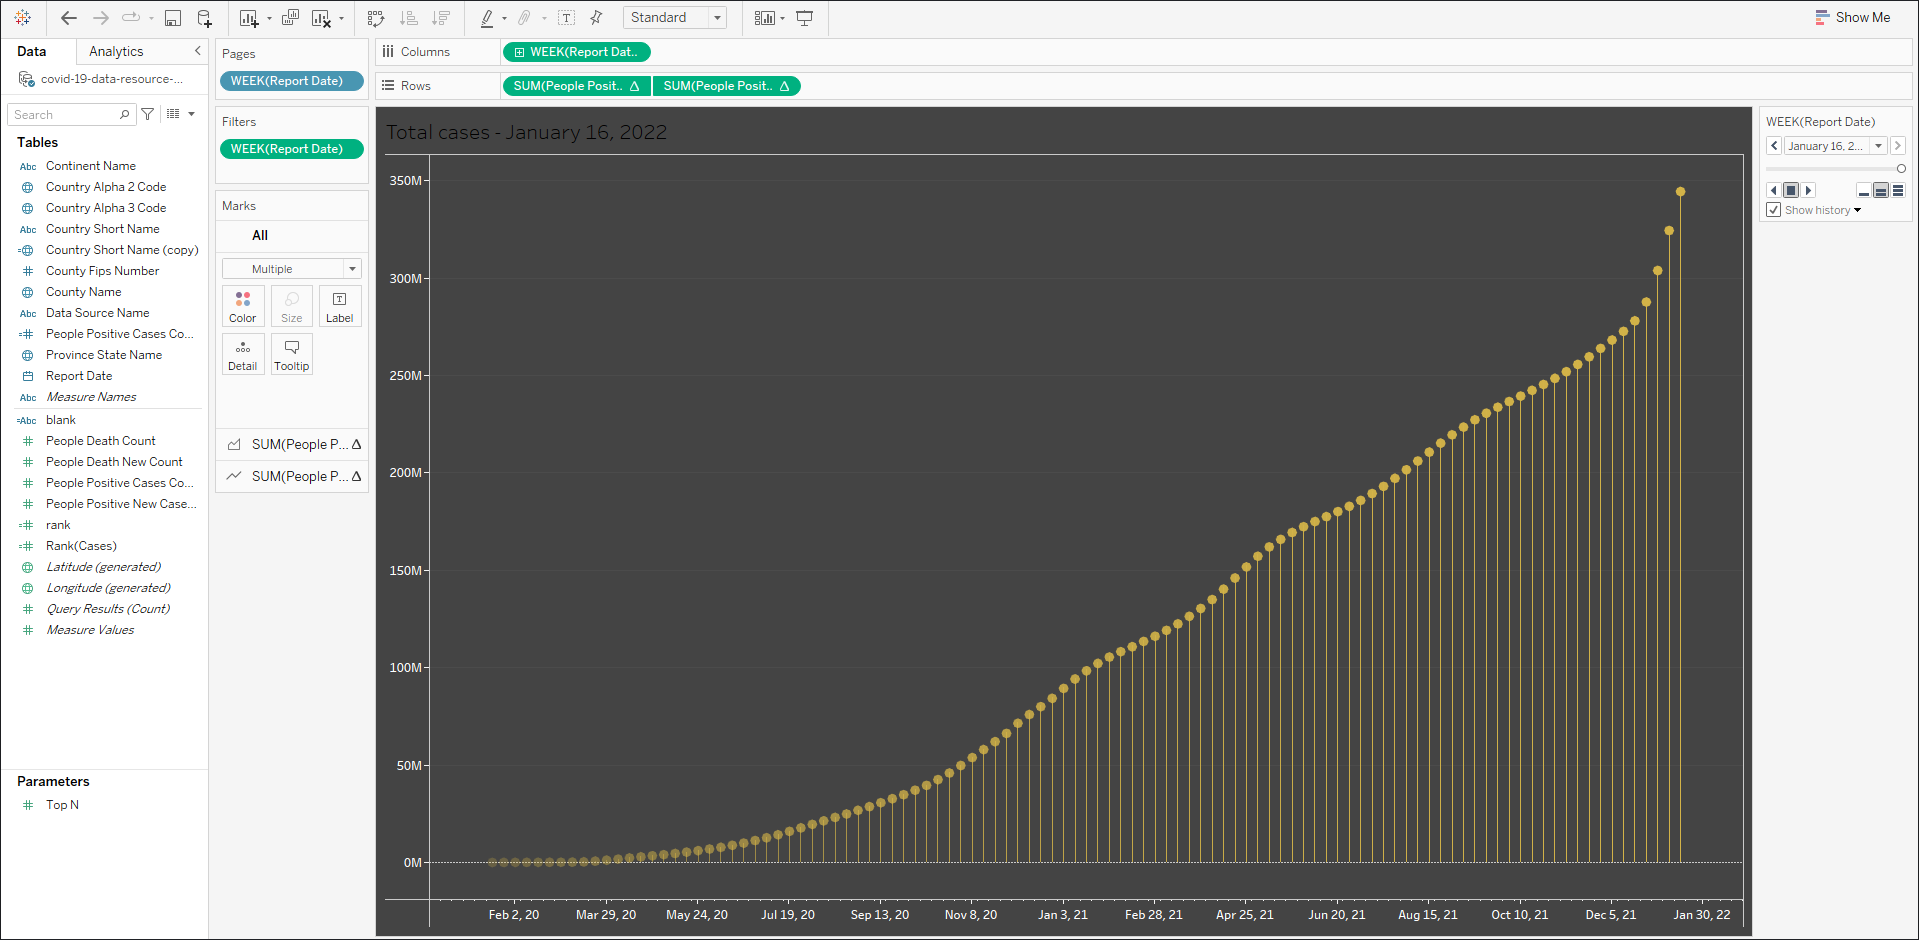 Standard
Show Me
Data
Analytics
covid-19-data-resource-...
Search
Tables
Abc Continent Name
Country Alpha 2 Code
Country Alpha 3 Code
Abc Country Short Name
=Country Short Name (copy)
# County Fips Number
County Name
Abc Data Source Name
=# People Positive Cases Co...
Province State Name
Report Date
Abc Measure Names
=Abc blank
# People Death Count
# People Death New Count
# People Positive Cases Co...
# People Positive New Case...
=# rank
=# Rank(Cases)
Latitude (generated)
Longitude (generated)
# Query Results (Count)
# Measure Values
Parameters
# Top N
Pages
WEEK(Report Date)
Filters
WEEK(Report Date)
Marks
All
Multiple
Color
Size
T
Label
Detail
Tooltip
SUM(People P... Δ
SUM(People P... Δ
Columns
WEEK(Report Dat..
Rows
SUM(People Posit.. Δ
SUM(People Posit.. Δ
Total cases - January 16, 2022
350M
300M
250M
200M
150M
100M
50M
0M
Feb 2, 20
Mar 29, 20
May 24, 20
Jul 19, 20
Sep 13, 20
Nov 8, 20
Jan 3, 21
Feb 28, 21
Apr 25, 21
Jun 20, 21
Aug 15, 21
Oct 10, 21
Dec 5, 21
Jan 30, 22
WEEK(Report Date)
January 16, 2...
Show history